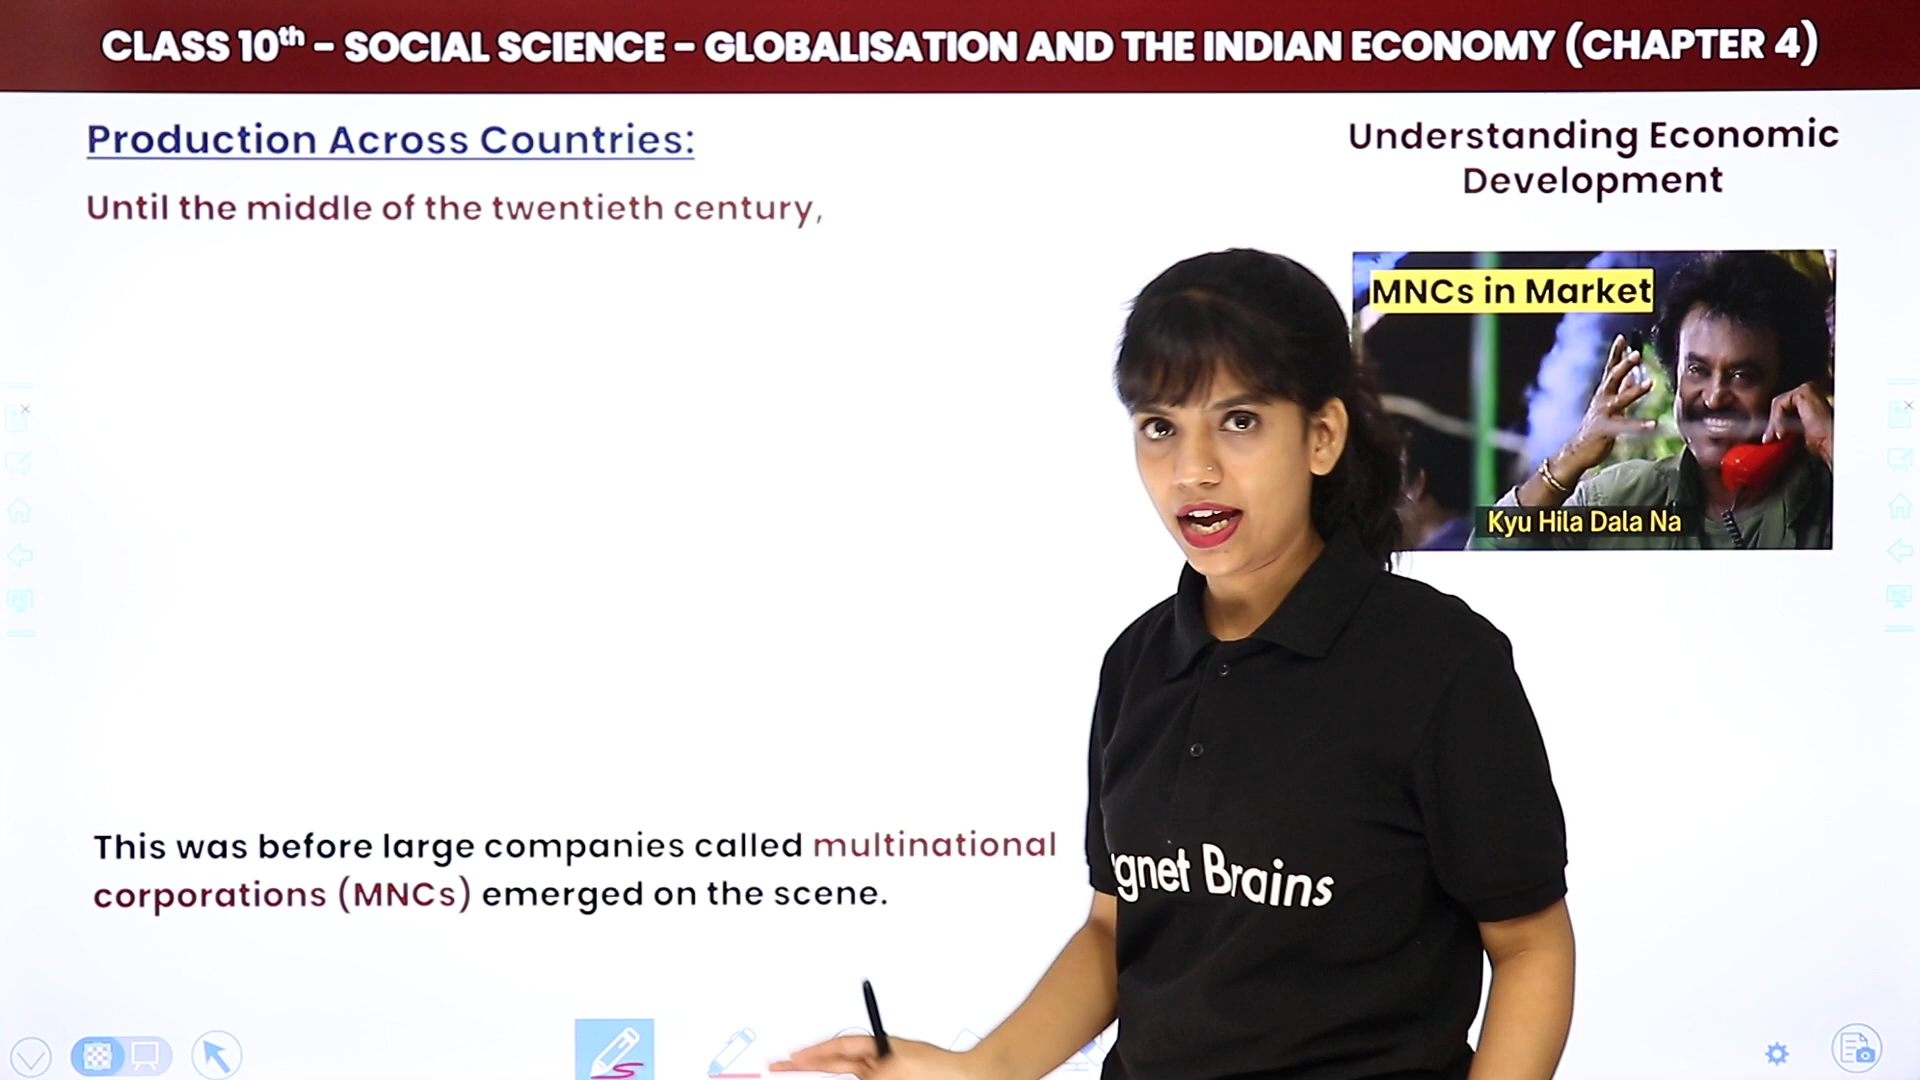 CLASS 10th – SOCIAL SCIENCE – GLOBALISATION AND THE INDIAN ECONOMY (CHAPTER 4)
Production Across Countries:
Until the middle of the twentieth century,
Understanding Economic
Development
MNCs in Market
Kyu Hila Dala Na
This was before large companies called multinational
corporations (MNCs) emerged on the scene.
gnet Brains